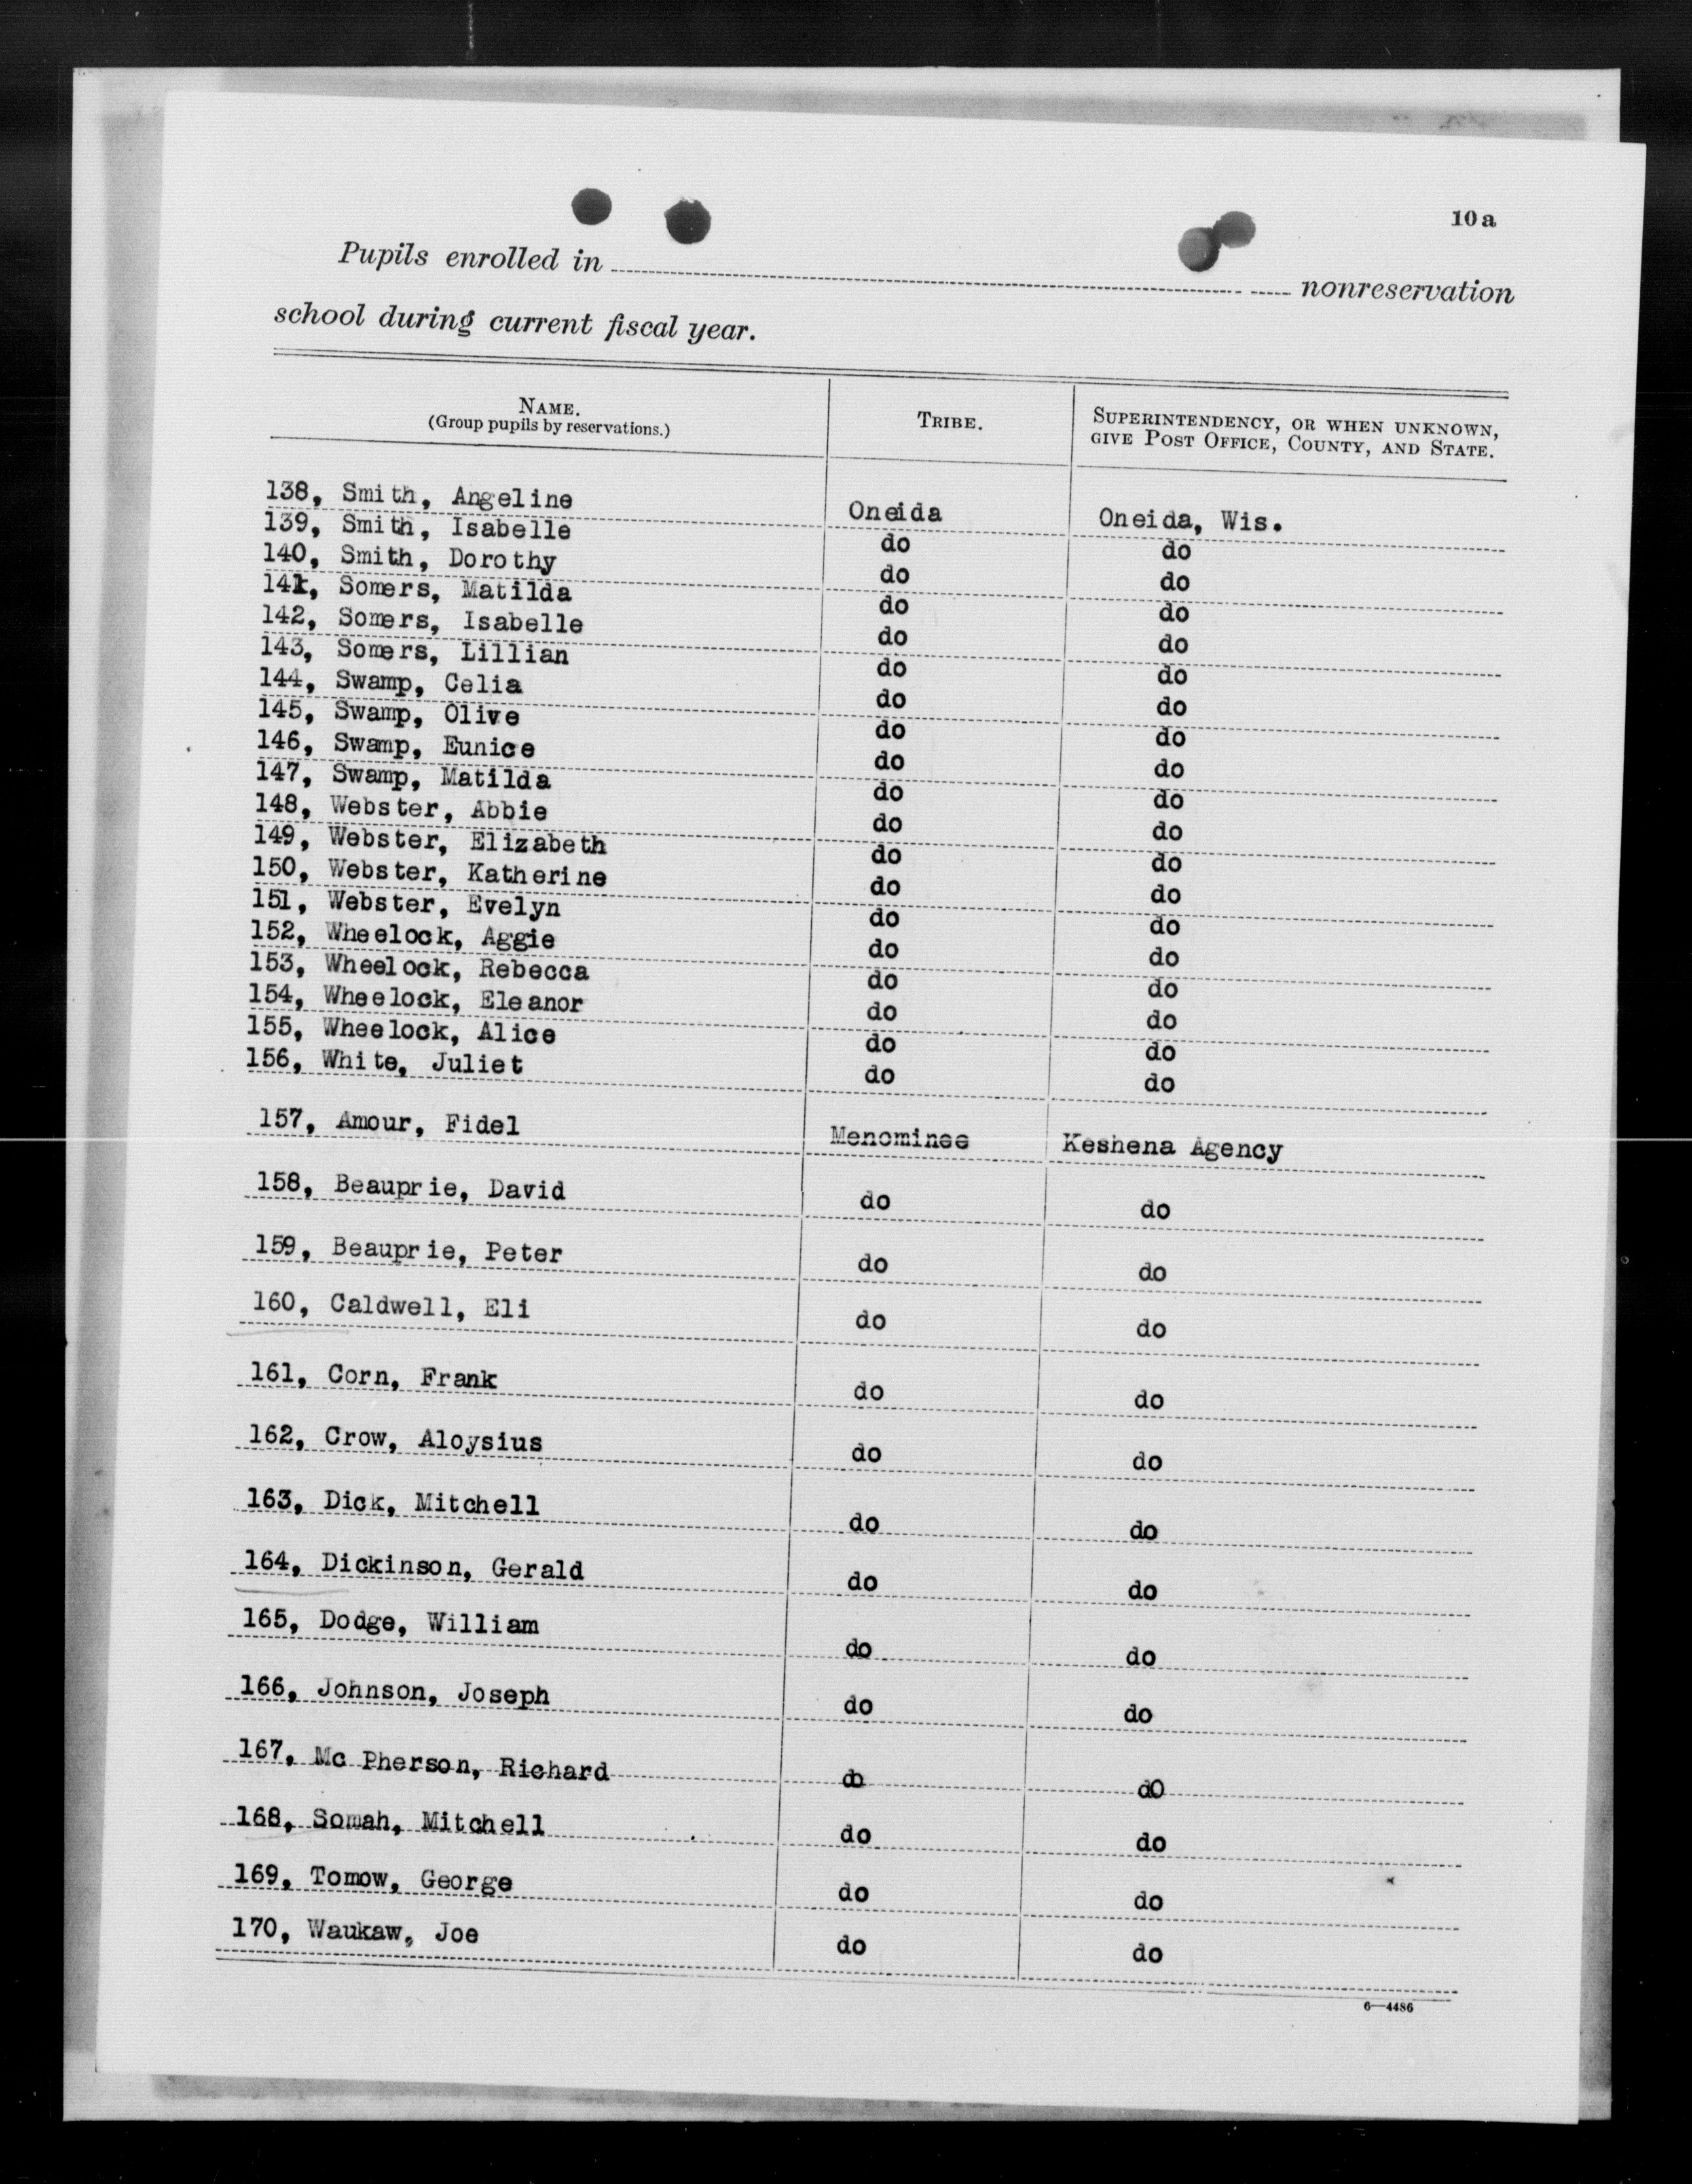 10a
Pupils enrolled in nonreservation
school during current fiscal year.
NAME.
(Group pupils by reservations.)
TRIBE.
SUPERINTENDENCY, OR WHEN UNKNOWN,
GIVE POST OFFICE, COUNTY, AND STATE.
138, Smith, Angeline Oneida Oneida, Wis.
139, Smith, Isabelle do do
140, Smith, Dorothy do do
141, Somers, Matilda do do
142, Somers, Isabelle do do
143, Somers, Lillian do do
144, Swamp, Celia do do
145, Swamp, Olive do do
146, Swamp, Eunice do do
147, Swamp, Matilda do do
148, Webster, Abbie do do
149, Webster, Elizabeth do do
150, Webster, Katherine do do
151, Webster, Evelyn do do
152, Wheelock, Aggie do do
153, Wheelock, Rebecca do do
154, Wheelock, Eleanor do do
155, Wheelock, Alice do do
156, White, Juliet do do
157, Amour, Fidel Menominee Keshena Agency
158, Beauprie, David do do
159, Beauprie, Peter do do
160, Caldwell, Eli do do
161, Corn, Frank do do
162, Crow, Aloysius do do
163, Dick, Mitchell do do
164, Dickinson, Gerald do do
165, Dodge, William do do
166, Johnson, Joseph do do
167, Mc Pherson, Richard do dO
168, Somah, Mitchell do do
169, Tomow, George do do
170, Waukaw, Joe do do
6—4486